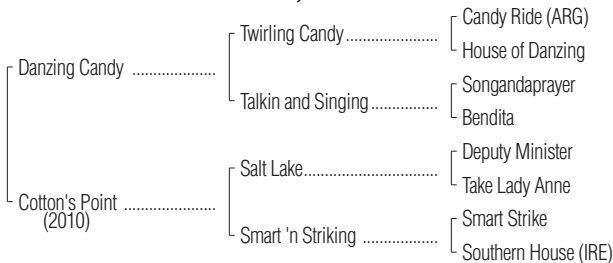 Candy Ride (ARG)
Twirling Candy.....................
House of Danzing
Danzing Candy ....................
Songandaprayer
Talkin and Singing...............
Bendita
Deputy Minister
Salt Lake..............................
Take Lady Anne
Cotton's Point .....................
(2010)
Smart Strike
Smart 'n Striking .................
Southern House (IRE)